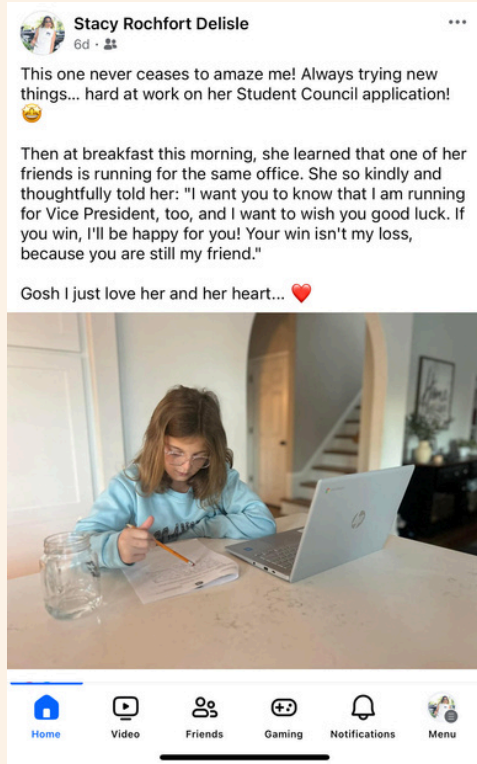 Stacy Rochfort Delisle
6d
This one never ceases to amaze me! Always trying new
things... hard at work on her Student Council application!
🤩
Then at breakfast this morning, she learned that one of her
friends is running for the same office. She so kindly and
thoughtfully told her: "I want you to know that I am running
for Vice President, too, and I want to wish you good luck. If
you win, I'll be happy for you! Your win isn't my loss,
because you are still my friend."
Gosh I just love her and her heart... ❤️
hp
Home Video Friends Gaming Notifications Menu